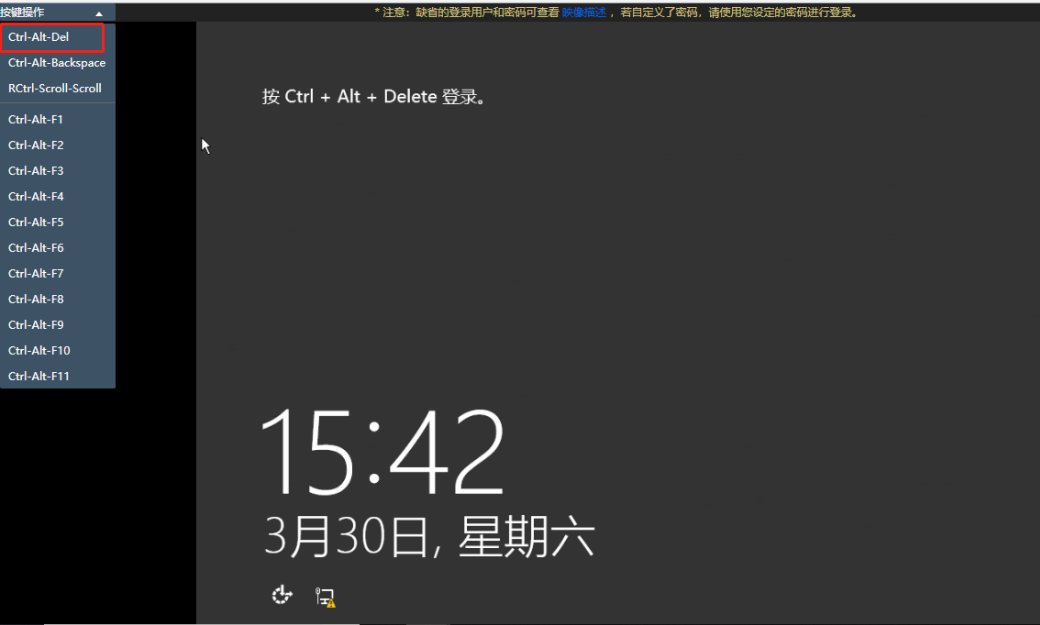 按键操作
* 注意：缺省的登录用户和密码可查看 映像描述 ，若自定义了密码，请使用您设定的密码进行登录。
Ctrl-Alt-Del
Ctrl-Alt-Backspace
RCtrl-Scroll-Scroll
Ctrl-Alt-F1
Ctrl-Alt-F2
Ctrl-Alt-F3
Ctrl-Alt-F4
Ctrl-Alt-F5
Ctrl-Alt-F6
Ctrl-Alt-F7
Ctrl-Alt-F8
Ctrl-Alt-F9
Ctrl-Alt-F10
Ctrl-Alt-F11
按 Ctrl + Alt + Delete 登录。
15:42
3月30日, 星期六